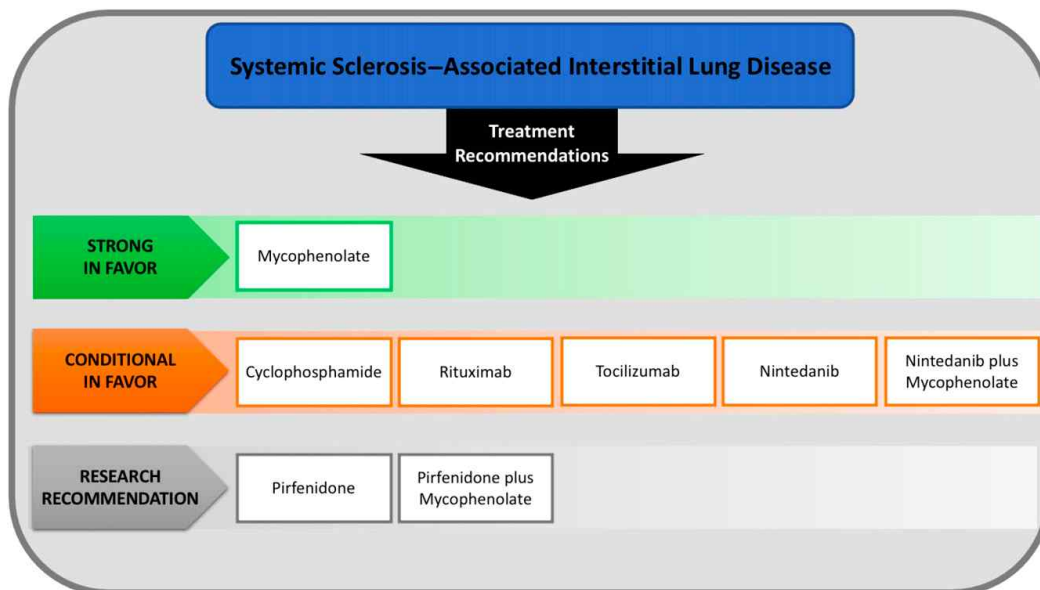 Systemic Sclerosis–Associated Interstitial Lung Disease
Treatment
Recommendations
STRONG
IN FAVOR
Mycophenolate
CONDITIONAL
IN FAVOR
Cyclophosphamide
Rituximab
Tocilizumab
Nintedanib
Nintedanib plus
Mycophenolate
RESEARCH
RECOMMENDATION
Pirfenidone
Pirfenidone plus
Mycophenolate